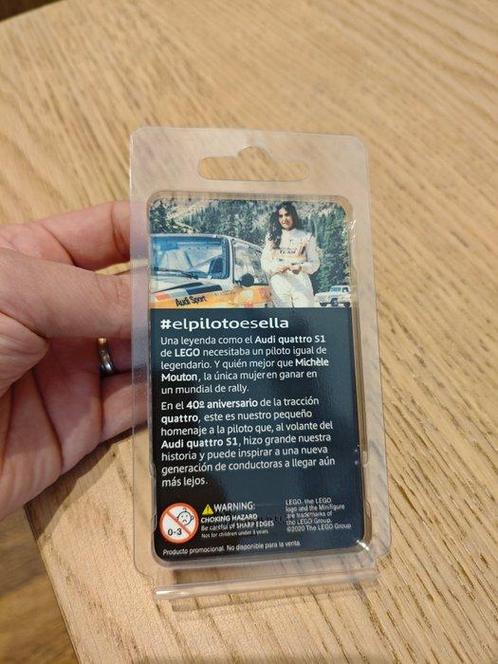 Audi Sport
#elpilotoesella
Una leyenda como el Audi quattro S1
de LEGO necesitaba un piloto igual de
legendario. Y quién mejor que Michèle
Mouton, la única mujer en ganar en
un mundial de rally.
En el 40º aniversario de la tracción
quattro, este es nuestro pequeño
homenaje a la piloto que, al volante del
Audi quattro S1, hizo grande nuestra
historia y puede inspirar a una nueva
generación de conductoras a llegar aún
más lejos.
0-3
WARNING:
CHOKING HAZARD
Be careful of SHARP EDGES
Not for children under 3 years
LEGO, the LEGO
logo and the Minifigure
are trademarks of
the LEGO Group.
©2020 The LEGO Group
Producto promocional. No disponible para la venta.